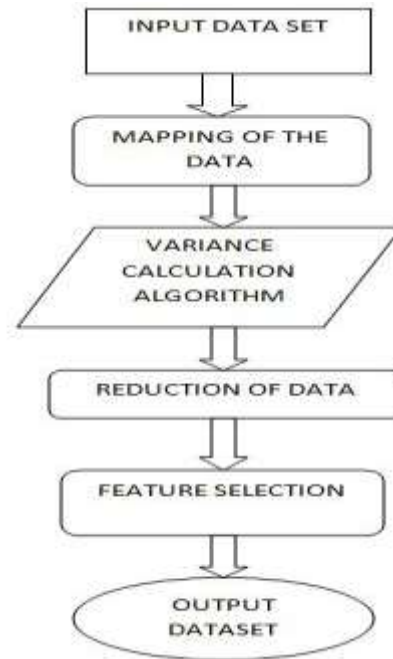 INPUT DATA SET
MAPPING OF THE
DATA
VARIANCE
CALCULATION
ALGORITHM
REDUCTION OF DATA
FEATURE SELECTION
OUTPUT
DATASET